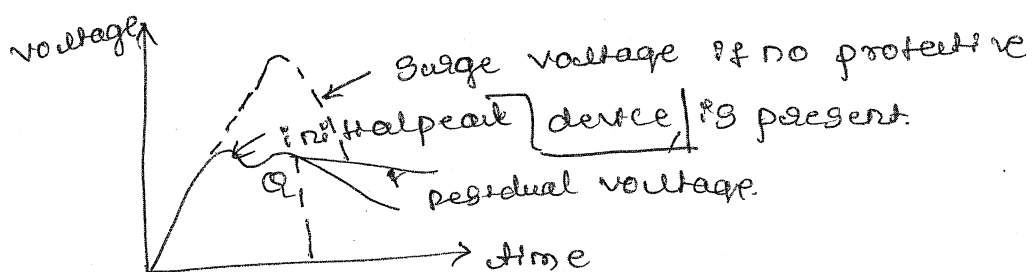 voltage
surge voltage if no protective
initial peak device is present.
Q
residual voltage.
time